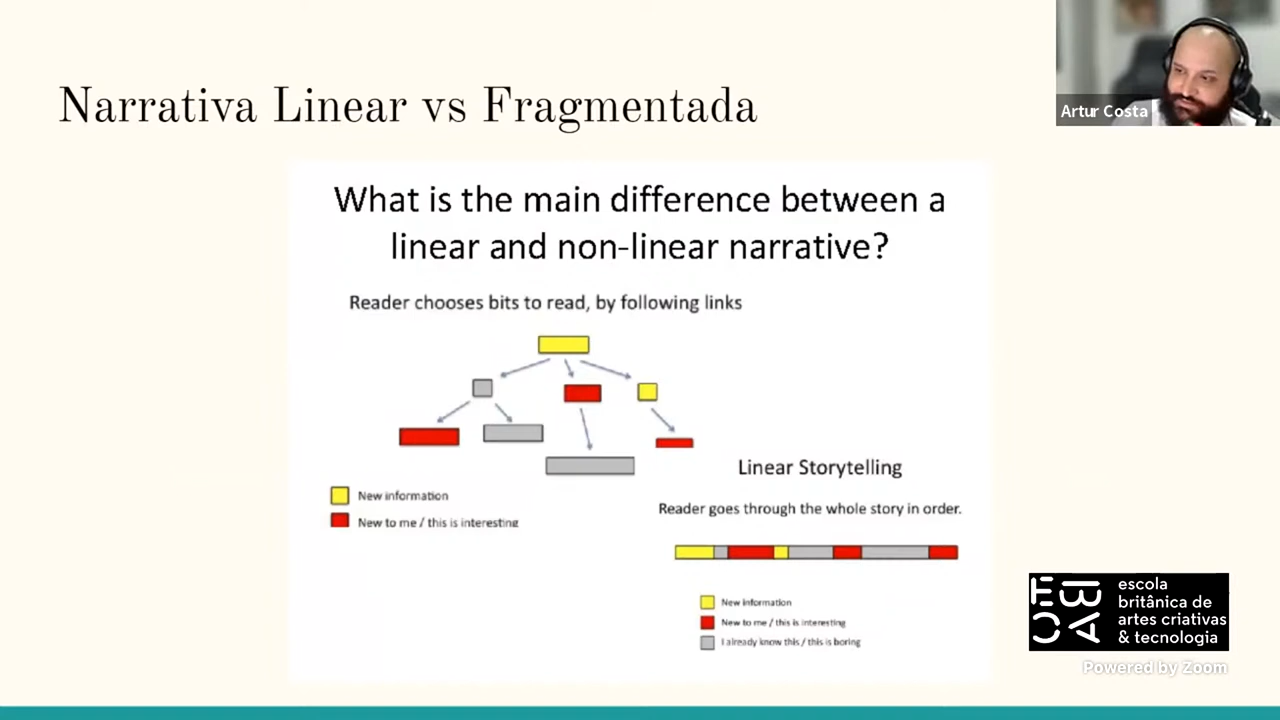 Narrativa Linear vs Fragmentada
Artur Costa
What is the main difference between a
linear and non-linear narrative?
Reader chooses bits to read, by following links
New information
New to me / this is interesting
Linear Storytelling
Reader goes through the whole story in order.
New information
New to me / this is interesting
I already know this / this is boring
EBAC
escola
britânica de
artes criativas
& tecnologia
Powered by Zoom